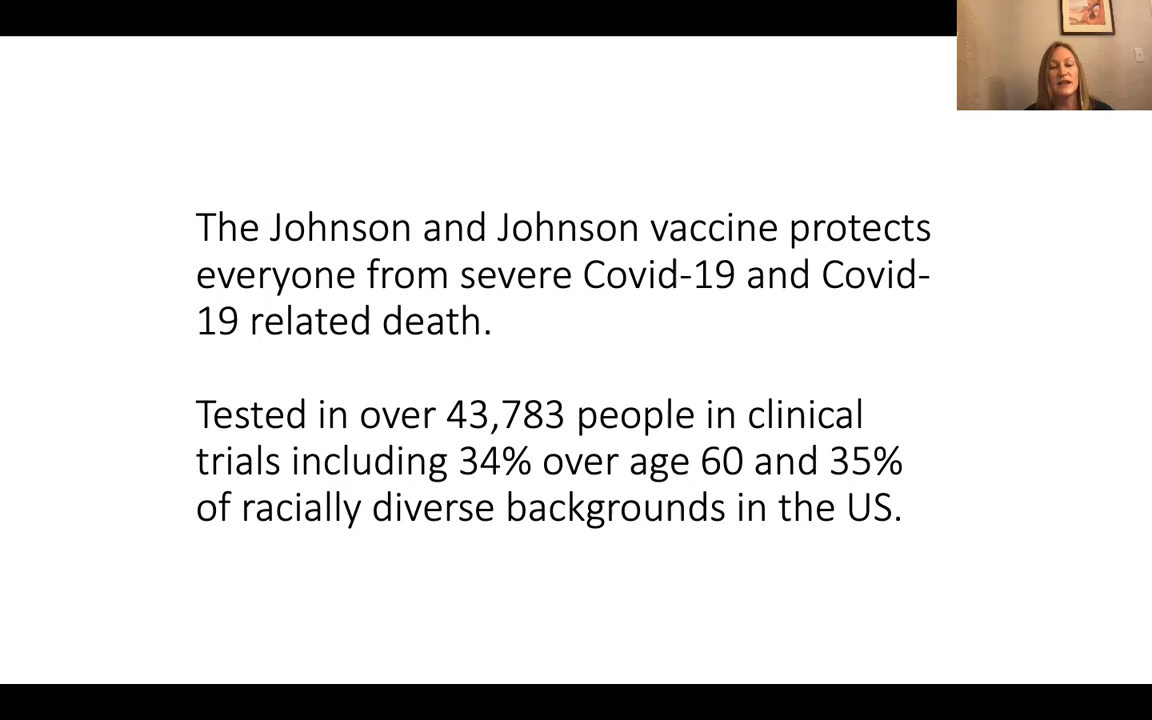 The Johnson and Johnson vaccine protects
everyone from severe Covid-19 and Covid-
19 related death.
Tested in over 43,783 people in clinical
trials including 34% over age 60 and 35%
of racially diverse backgrounds in the US.